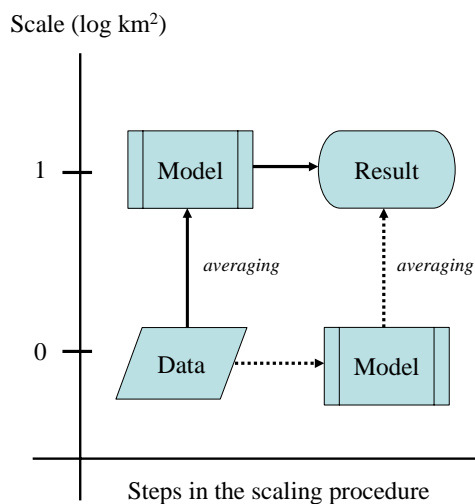 Scale (log km²)
1
Model
Result
averaging
averaging
0
Data
Model
Steps in the scaling procedure